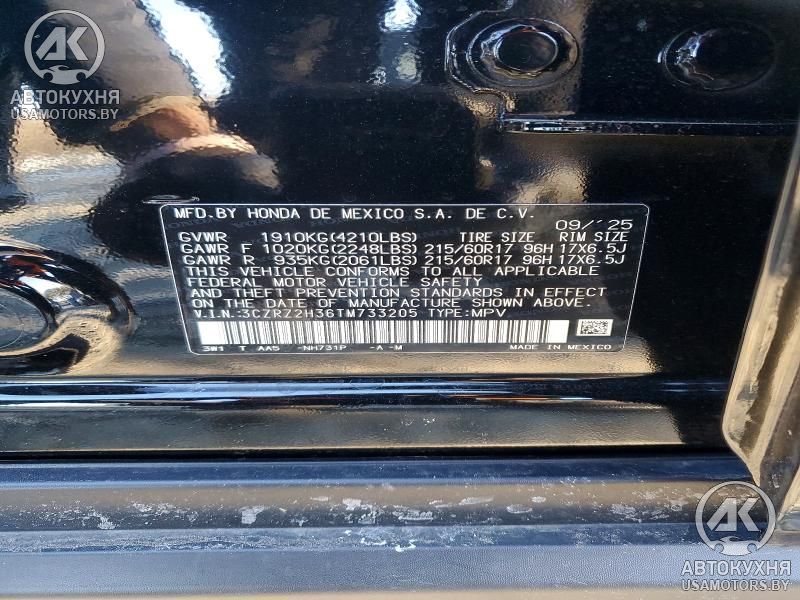 AK
АВТОКУХНЯ
USAMOTORS.BY
MFD.BY HONDA DE MEXICO S.A. DE C.V.
09/'25
GVWR 1910KG(4210LBS) TIRE SIZE RIM SIZE
GAWR F 1020KG(2248LBS) 215/60R17 96H 17X6.5J
GAWR R 935KG(2061LBS) 215/60R17 96H 17X6.5J
THIS VEHICLE CONFORMS TO ALL APPLICABLE
FEDERAL MOTOR VEHICLE SAFETY
AND THEFT PREVENTION STANDARDS IN EFFECT
ON THE DATE OF MANUFACTURE SHOWN ABOVE.
V.I.N.:3CZRZ2H36TM733205 TYPE:MPV
3W1 T AA5 -NH731P -A-M MADE IN MEXICO
AK
АВТОКУХНЯ
USAMOTORS.BY